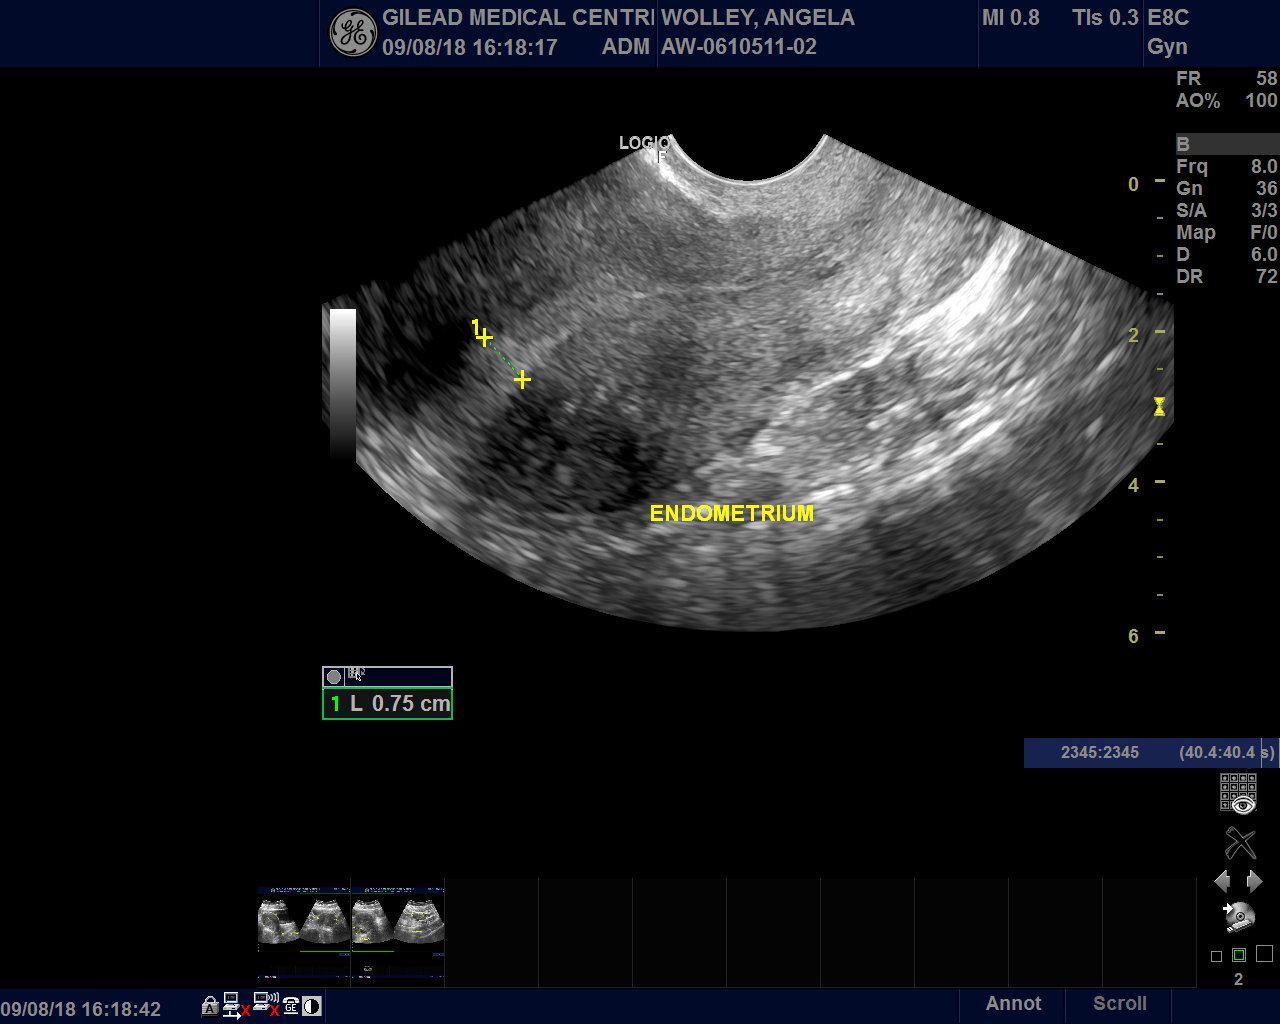 GILEAD MEDICAL CENTR
WOLLEY, ANGELA
MI 0.8 TIs 0.3 E8C
09/08/18 16:18:17 ADM
AW-0610511-02
Gyn
FR 58
AO% 100
B
Frq 8.0
Gn 36
S/A 3/3
Map F/0
D 6.0
DR 72
LOGIQ
F
0
2
4
6
1
ENDOMETRIUM
1 L 0.75 cm
2345:2345 (40.4:40.4 s)
2
09/08/18 16:18:42
Annot
Scroll